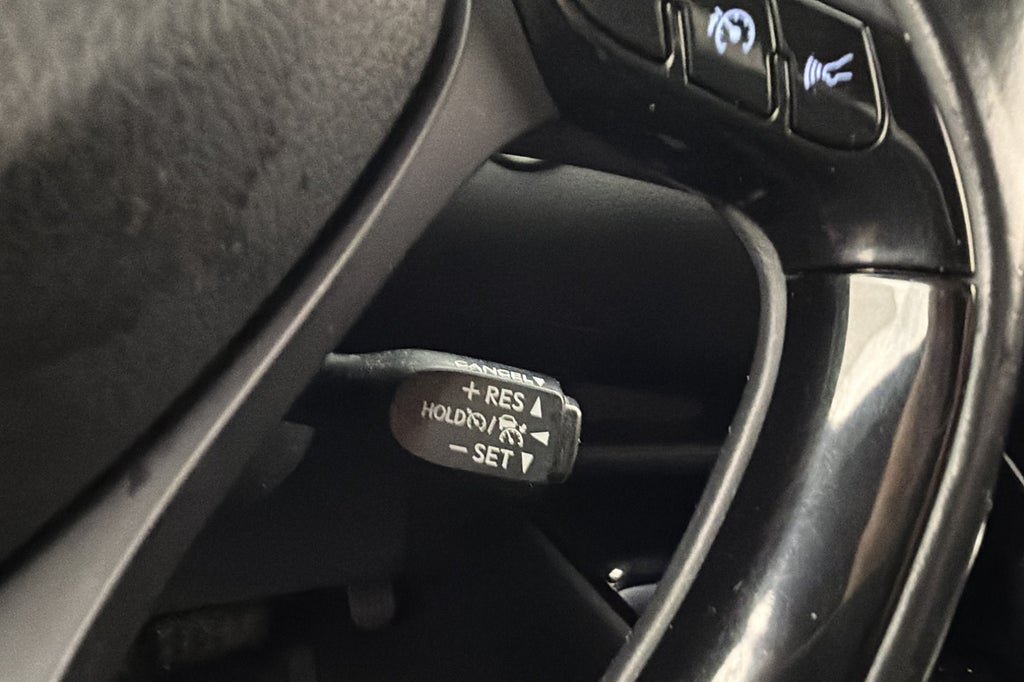 CANCEL
+ RES
HOLD /
– SET